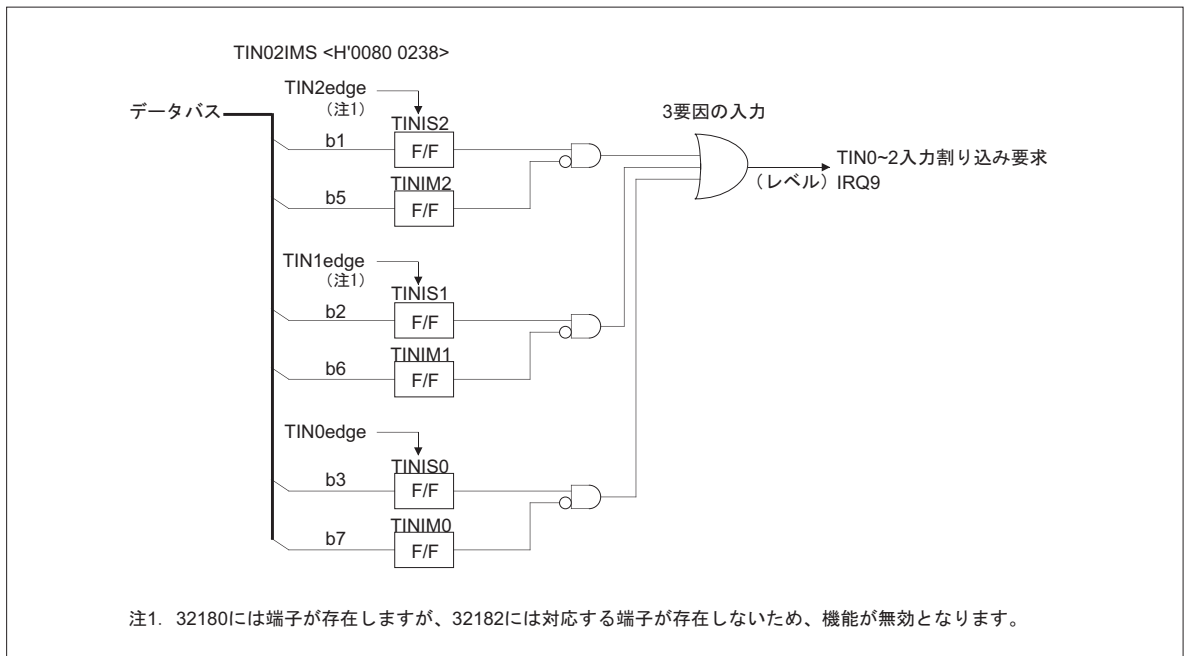 TIN02IMS <H'0080 0238>
TIN2edge
（注1）
データバス
3要因の入力
TINIS2
b1
F/F
TIN0~2入力割り込み要求
（レベル）
IRQ9
TINIM2
b5
F/F
TIN1edge
（注1）
TINIS1
b2
F/F
TINIM1
b6
F/F
TIN0edge
TINIS0
b3
F/F
TINIM0
b7
F/F
注1. 32180には端子が存在しますが、32182には対応する端子が存在しないため、機能が無効となります。